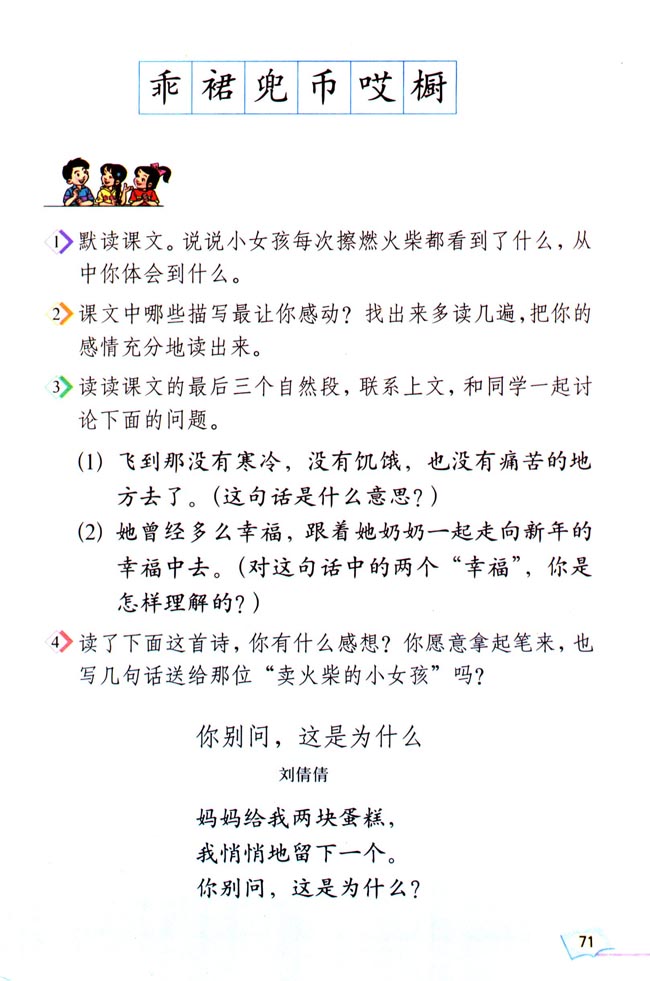 乖裙兜币哎橱
1 默读课文。说说小女孩每次擦燃火柴都看到了什么，从
中你体会到什么。
2 课文中哪些描写最让你感动？找出来多读几遍，把你的
感情充分地读出来。
3 读读课文的最后三个自然段，联系上文，和同学一起讨
论下面的问题。
(1) 飞到那没有寒冷，没有饥饿，也没有痛苦的地
方去了。(这句话是什么意思？)
(2) 她曾经多么幸福，跟着她奶奶一起走向新年的
幸福中去。(对这句话中的两个“幸福”，你是
怎样理解的？)
4 读了下面这首诗，你有什么感想？你愿意拿起笔来，也
写几句话送给那位“卖火柴的小女孩”吗？
你别问，这是为什么
刘倩倩
妈妈给我两块蛋糕，
我悄悄地留下一个。
你别问，这是为什么？
71